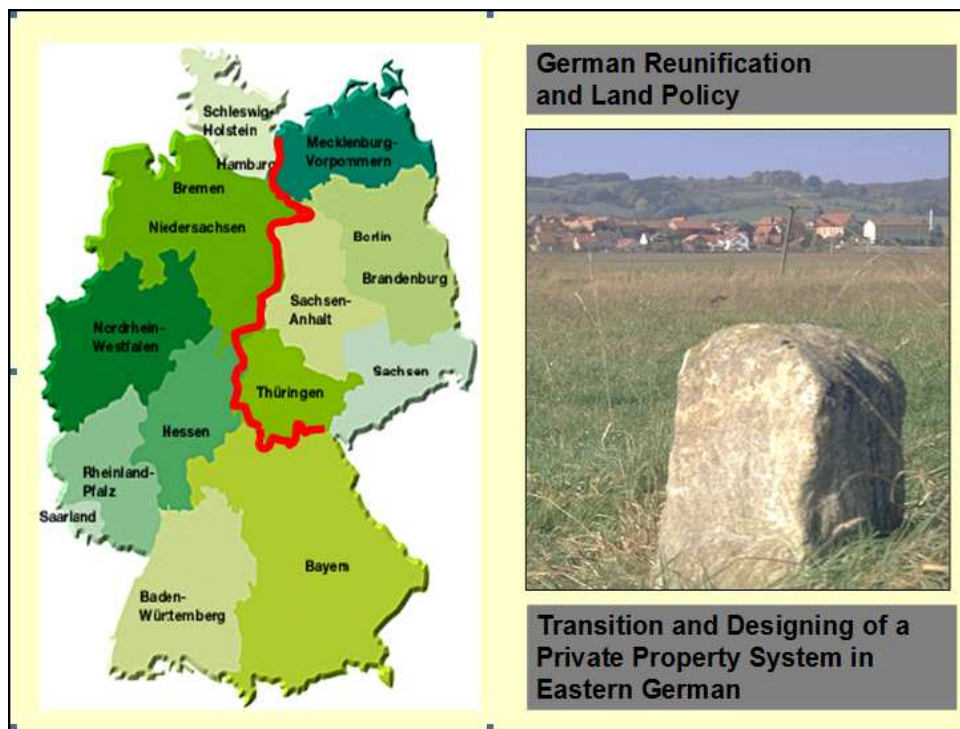 Schleswig-
Holstein
Hamburg
Mecklenburg-
Vorpommern
Bremen
Niedersachsen
Berlin
Brandenburg
Sachsen-
Anhalt
Nordrhein-
Westfalen
Sachsen
Thüringen
Hessen
Rheinland-
Pfalz
Saarland
Bayern
Baden-
Württemberg
German Reunification
and Land Policy
Transition and Designing of a
Private Property System in
Eastern German